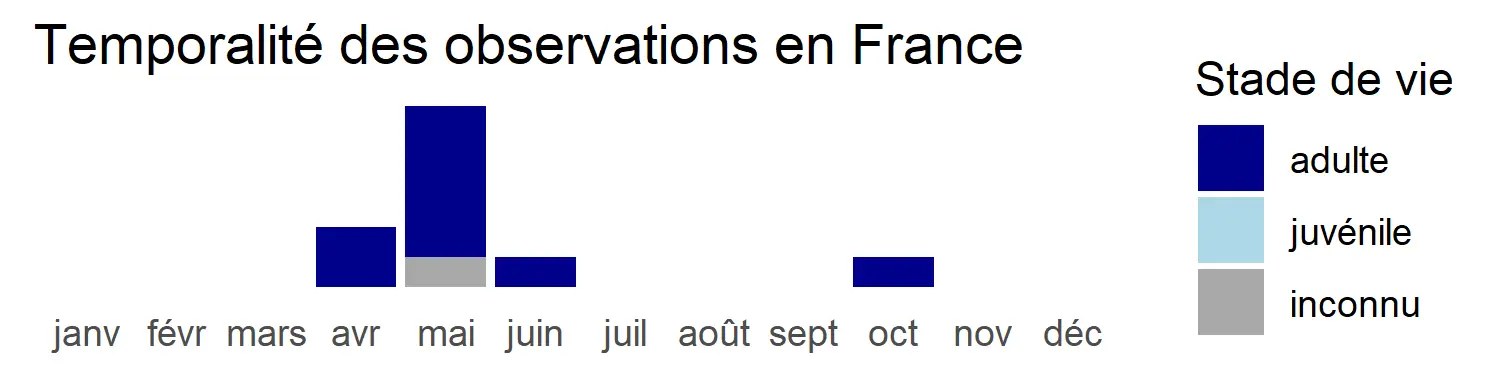 Temporalité des observations en France
Stade de vie
adulte
juvénile
inconnu
janv févr mars avr mai juin juil août sept oct nov déc